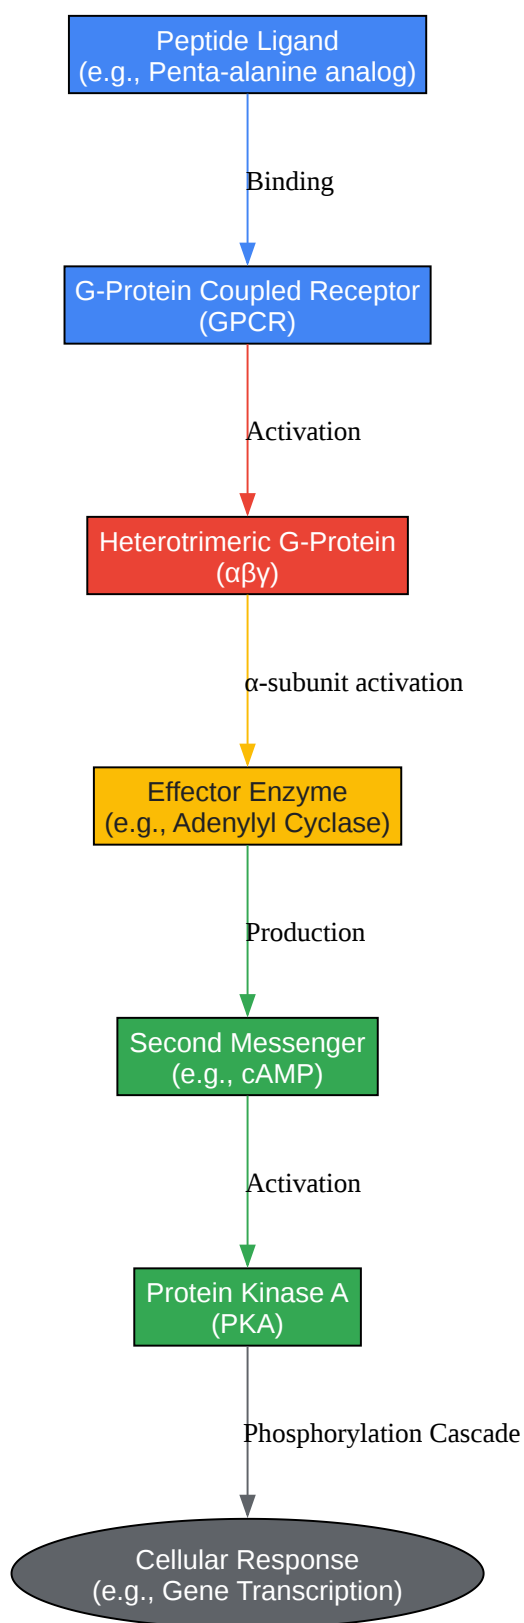 Peptide Ligand
(e.g., Penta-alanine analog)
Binding
G-Protein Coupled Receptor
(GPCR)
Activation
Heterotrimeric G-Protein
(αβγ)
α-subunit activation
Effector Enzyme
(e.g., Adenylyl Cyclase)
Production
Second Messenger
(e.g., cAMP)
Activation
Protein Kinase A
(PKA)
Phosphorylation Cascade
Cellular Response
(e.g., Gene Transcription)